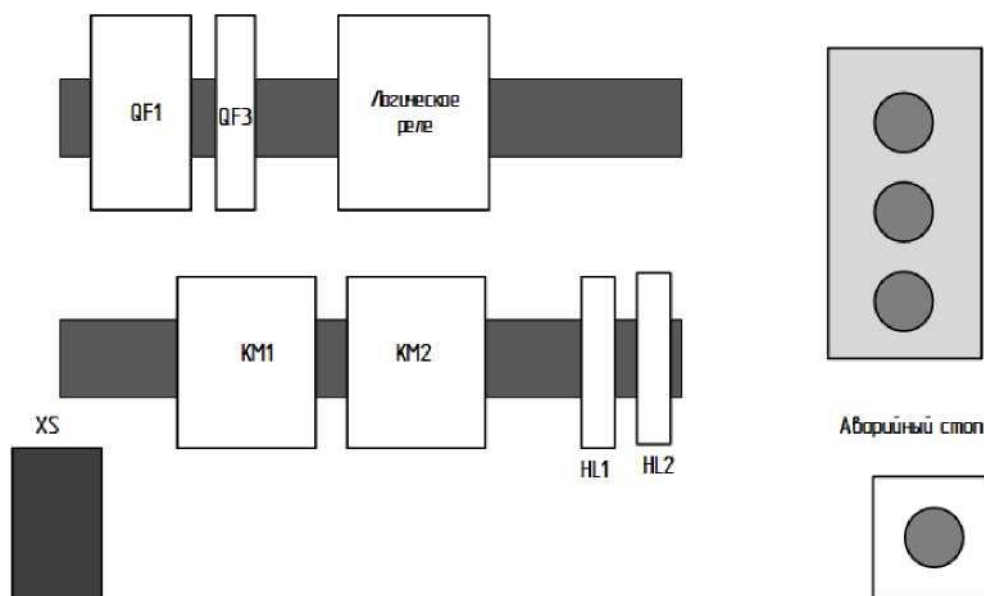 QF1
QF3
Логическое
реле
KM1
KM2
XS
HL1
HL2
Аварийный стоп